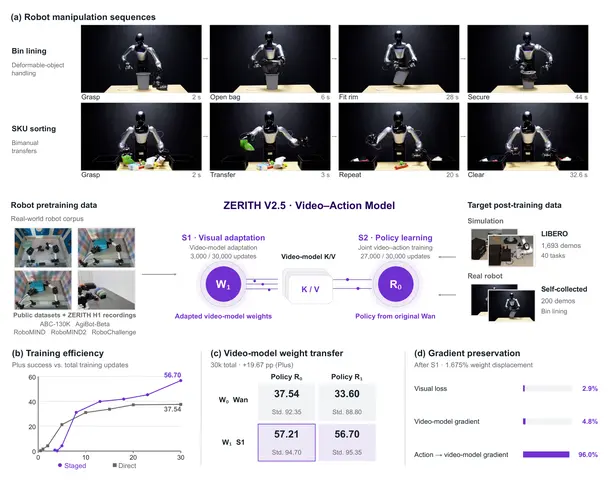 (a) Robot manipulation sequences
Bin lining
Deformable-object
handling
Grasp 2 s
Open bag 6 s
Fit rim 28 s
Secure 44 s
SKU sorting
Bimanual
transfers
Grasp 2 s
Transfer 3 s
Repeat 20 s
Clear 32.6 s
Robot pretraining data
Real-world robot corpus
Public datasets + ZERITH H1 recordings
ABC-130K AgiBot-Beta
RoboMIND RoboMIND2 RoboChallenge
ZERITH V2.5 · Video–Action Model
S1 · Visual adaptation
Video-model adaptation
3,000 / 30,000 updates
W1
Adapted video-model weights
Video-model K/V
K / V
S2 · Policy learning
Joint video–action training
27,000 / 30,000 updates
R0
Policy from original Wan
Target post-training data
Simulation
LIBERO
1,693 demos
40 tasks
Real robot
Self-collected
200 demos
Bin lining
(b) Training efficiency
Plus success vs. total training updates
60
40
20
0
0 10 20 30
56.70
37.54
Staged Direct
(c) Video-model weight transfer
30k total · +19.67 pp (Plus)
Policy R0 Policy R1
W0 Wan
37.54
Std. 92.35
33.60
Std. 88.80
W1 S1
57.21
Std. 94.70
56.70
Std. 95.35
(d) Gradient preservation
After S1 · 1.675% weight displacement
Visual loss 2.9%
Video-model gradient 4.8%
Action → video-model gradient 96.0%